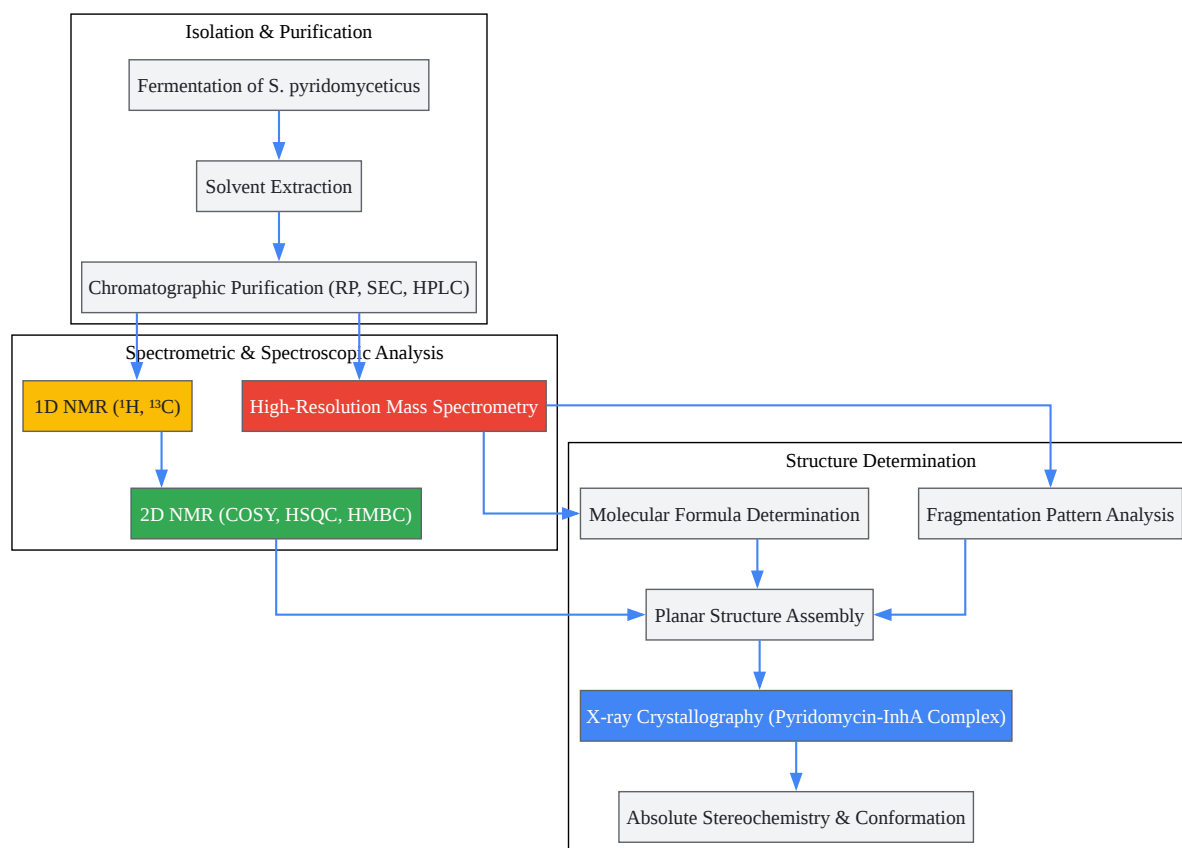 Isolation & Purification
Fermentation of S. pyridomyceticus
Solvent Extraction
Chromatographic Purification (RP, SEC, HPLC)
Spectrometric & Spectroscopic Analysis
1D NMR (¹H, ¹³C)
High-Resolution Mass Spectrometry
2D NMR (COSY, HSQC, HMBC)
Structure Determination
Molecular Formula Determination
Fragmentation Pattern Analysis
Planar Structure Assembly
X-ray Crystallography (Pyridomycin-InhA Complex)
Absolute Stereochemistry & Conformation